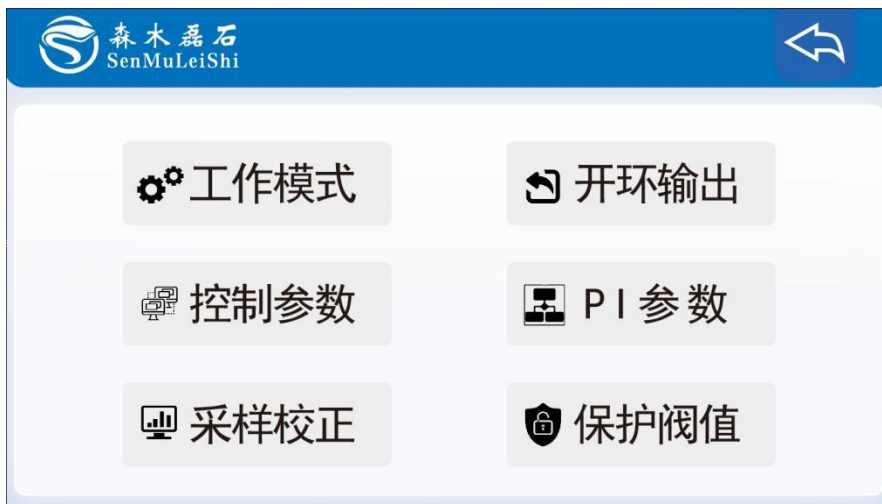 森木磊石
SenMuLeiShi
工作模式
开环输出
控制参数
PI参数
采样校正
保护阀值